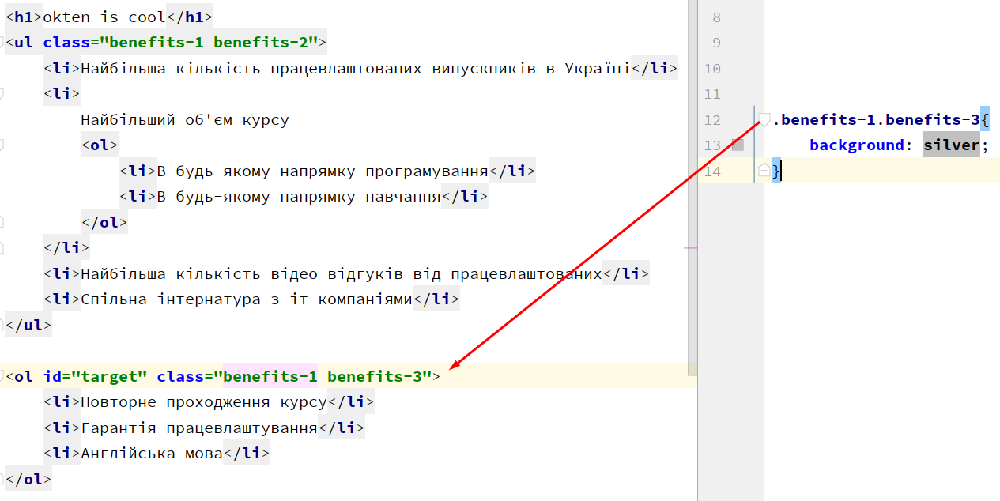 <h1>okten is cool</h1>
<ul class="benefits-1 benefits-2">
<li>Найбільша кількість працевлаштованих випускників в Україні</li>
<li>
Найбільший об'єм курсу
<ol>
<li>В будь-якому напрямку програмування</li>
<li>В будь-якому напрямку навчання</li>
</ol>
</li>
<li>Найбільша кількість відео відгуків від працевлаштованих</li>
<li>Спільна інтернатура з іт-компаніями</li>
</ul>
<ol id="target" class="benefits-1 benefits-3">
<li>Повторне проходження курсу</li>
<li>Гарантія працевлаштування</li>
<li>Англійська мова</li>
</ol>
8
9
10
11
12 .benefits-1.benefits-3{
13 background: silver;
14 }